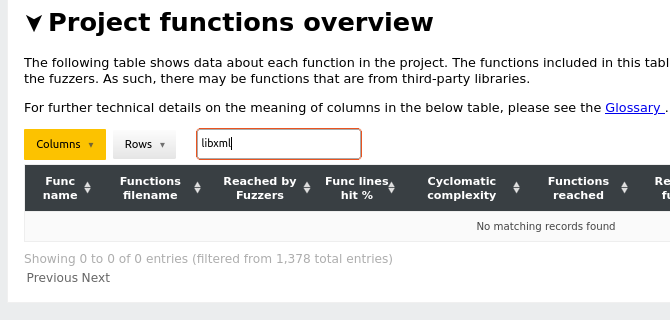 Project functions overview
The following table shows data about each function in the project. The functions included in this tabl
the fuzzers. As such, there may be functions that are from third-party libraries.
For further technical details on the meaning of columns in the below table, please see the Glossary .
Columns Rows libxml
Func name Functions filename Reached by Fuzzers Func lines hit % Cyclomatic complexity Functions reached Re fu
No matching records found
Showing 0 to 0 of 0 entries (filtered from 1,378 total entries)
Previous Next